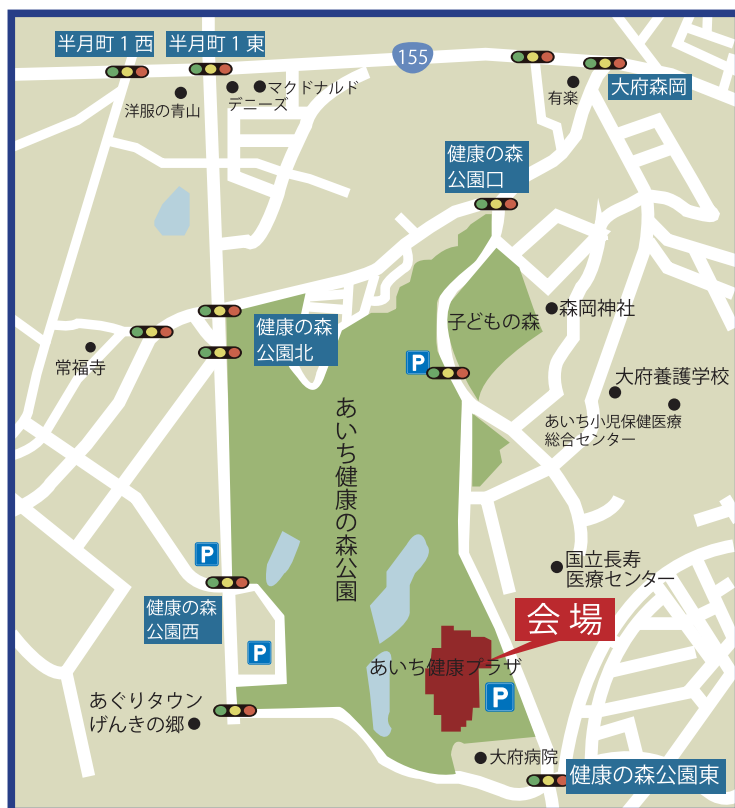 半月町1西
半月町1東
155
大府森岡
洋服の青山
デニーズ
マクドナルド
有楽
健康の森
公園口
森岡神社
子どもの森
健康の森
公園北
常福寺
P
大府養護学校
あいち小児保健医療
総合センター
あいち健康の森公園
P
国立長寿
医療センター
健康の森
公園西
会場
P
あいち健康プラザ
P
あぐりタウン
げんきの郷
大府病院
健康の森公園東